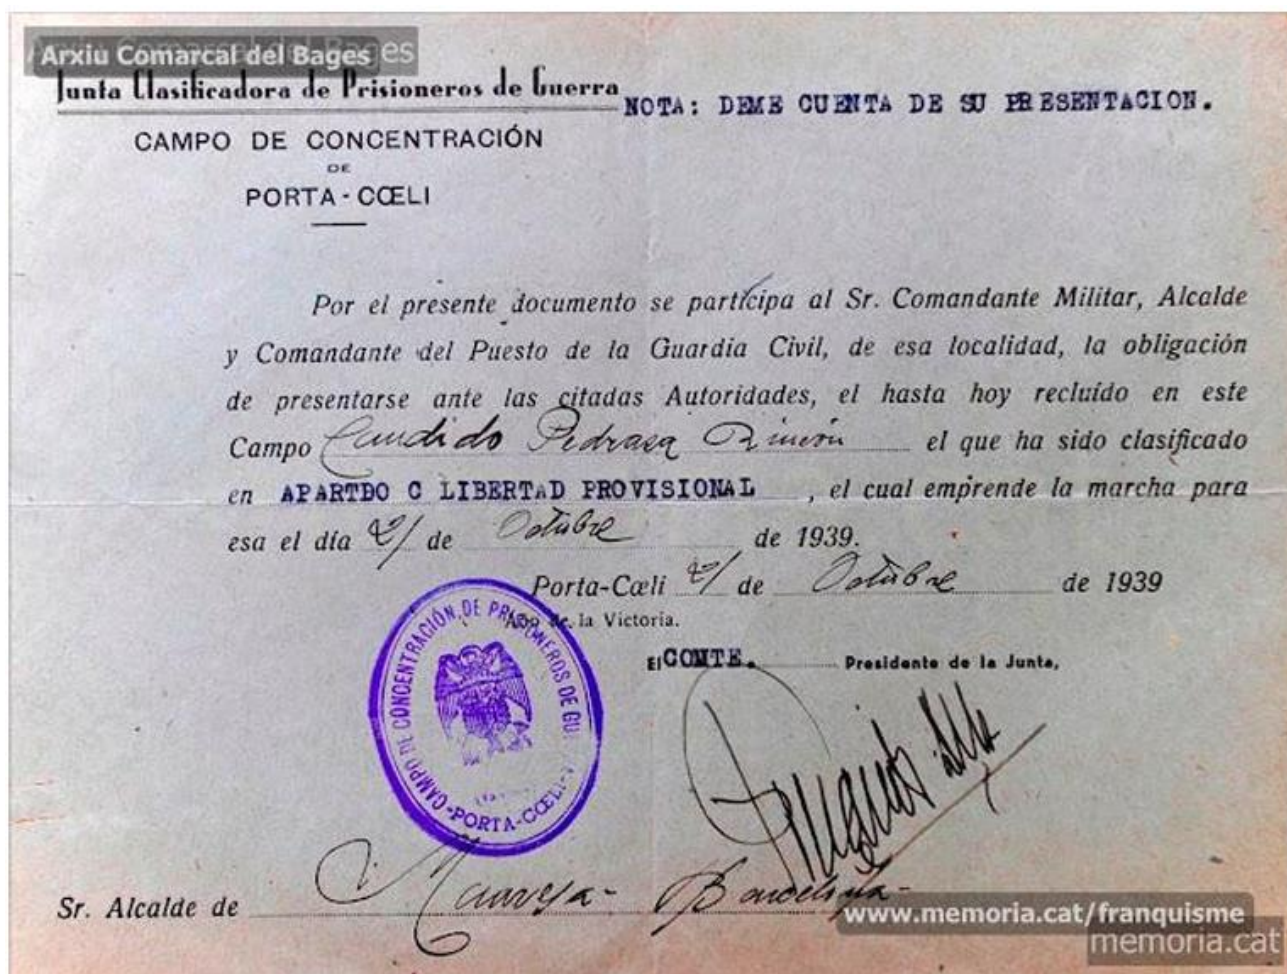 Arxiu Comarcal del Bages
Junta Clasificadora de Prisioneros de Guerra
NOTA: DEME CUENTA DE SU PRESENTACION.
CAMPO DE CONCENTRACIÓN
DE
PORTA-CŒLI
Por el presente documento se participa al Sr. Comandante Militar, Alcalde
y Comandante del Puesto de la Guardia Civil, de esa localidad, la obligación
de presentarse ante las citadas Autoridades, el hasta hoy recluído en este
Campo Candido Pedrasa Rincón el que ha sido clasificado
en APARTDO C LIBERTAD PROVISIONAL, el cual emprende la marcha para
esa el día 2/ de Octubre de 1939.
Porta-Cœli 2/ de Octubre de 1939
Año de la Victoria.
El COMTE. Presidente de la Junta,
CAMPO DE CONCENTRACIÓN DE PRISIONEROS DE GU
-PORTA-CŒLI-
Sr. Alcalde de Manresa - Barcelona -
www.memoria.cat/franquisme
memoria.cat